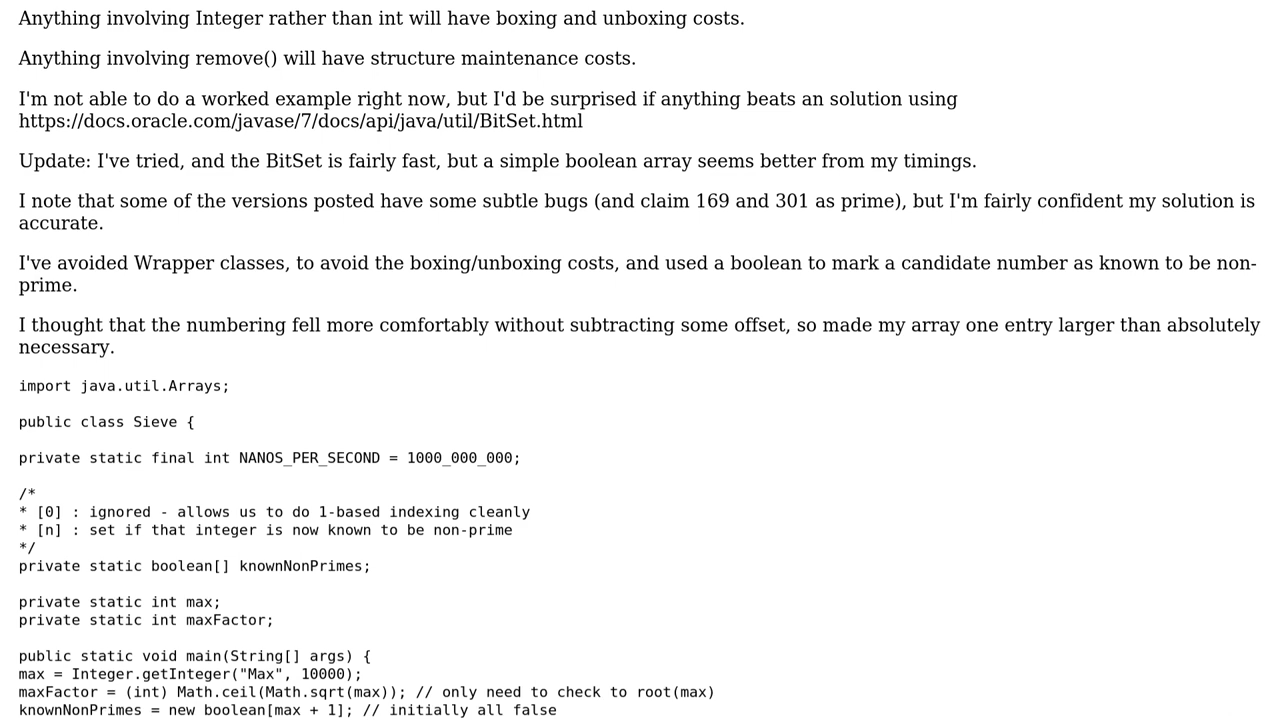 Anything involving Integer rather than int will have boxing and unboxing costs.
Anything involving remove() will have structure maintenance costs.
I'm not able to do a worked example right now, but I'd be surprised if anything beats an solution using
https://docs.oracle.com/javase/7/docs/api/java/util/BitSet.html
Update: I've tried, and the BitSet is fairly fast, but a simple boolean array seems better from my timings.
I note that some of the versions posted have some subtle bugs (and claim 169 and 301 as prime), but I'm fairly confident my solution is
accurate.
I've avoided Wrapper classes, to avoid the boxing/unboxing costs, and used a boolean to mark a candidate number as known to be non-
prime.
I thought that the numbering fell more comfortably without subtracting some offset, so made my array one entry larger than absolutely
necessary.
import java.util.Arrays;
public class Sieve {
private static final int NANOS_PER_SECOND = 1000_000_000;
/*
* [0] : ignored - allows us to do 1-based indexing cleanly
* [n] : set if that integer is now known to be non-prime
*/
private static boolean[] knownNonPrimes;
private static int max;
private static int maxFactor;
public static void main(String[] args) {
max = Integer.getInteger("Max", 10000);
maxFactor = (int) Math.ceil(Math.sqrt(max)); // only need to check to root(max)
knownNonPrimes = new boolean[max + 1]; // initially all false